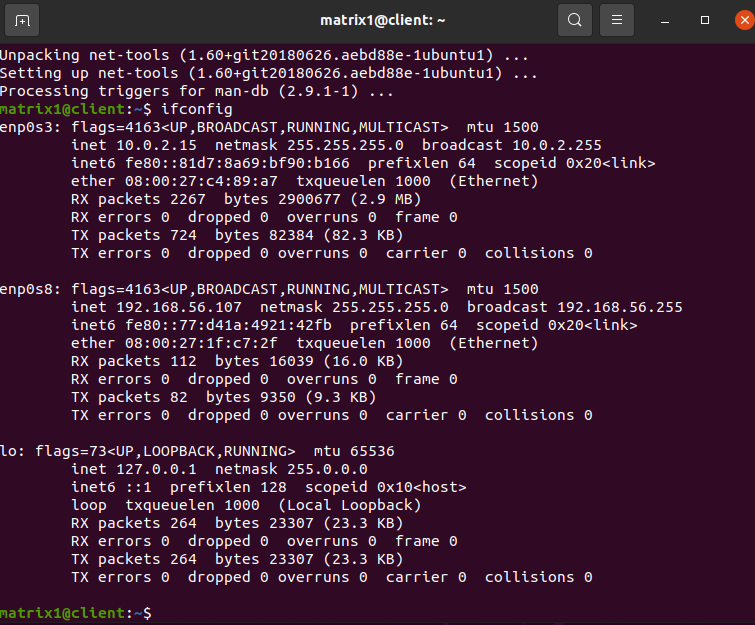 matrix1@client: ~
Unpacking net-tools (1.60+git20180626.aebd88e-1ubuntu1) ...
Setting up net-tools (1.60+git20180626.aebd88e-1ubuntu1) ...
Processing triggers for man-db (2.9.1-1) ...
matrix1@client:~$ ifconfig
enp0s3: flags=4163<UP,BROADCAST,RUNNING,MULTICAST>  mtu 1500
        inet 10.0.2.15  netmask 255.255.255.0  broadcast 10.0.2.255
        inet6 fe80::81d7:8a69:bf90:b166  prefixlen 64  scopeid 0x20<link>
        ether 08:00:27:c4:89:a7  txqueuelen 1000  (Ethernet)
        RX packets 2267  bytes 2900677 (2.9 MB)
        RX errors 0  dropped 0  overruns 0  frame 0
        TX packets 724  bytes 82384 (82.3 KB)
        TX errors 0  dropped 0 overruns 0  carrier 0  collisions 0

enp0s8: flags=4163<UP,BROADCAST,RUNNING,MULTICAST>  mtu 1500
        inet 192.168.56.107  netmask 255.255.255.0  broadcast 192.168.56.255
        inet6 fe80::77:d41a:4921:42fb  prefixlen 64  scopeid 0x20<link>
        ether 08:00:27:1f:c7:2f  txqueuelen 1000  (Ethernet)
        RX packets 112  bytes 16039 (16.0 KB)
        RX errors 0  dropped 0  overruns 0  frame 0
        TX packets 82  bytes 9350 (9.3 KB)
        TX errors 0  dropped 0 overruns 0  carrier 0  collisions 0

lo: flags=73<UP,LOOPBACK,RUNNING>  mtu 65536
        inet 127.0.0.1  netmask 255.0.0.0
        inet6 ::1  prefixlen 128  scopeid 0x10<host>
        loop  txqueuelen 1000  (Local Loopback)
        RX packets 264  bytes 23307 (23.3 KB)
        RX errors 0  dropped 0  overruns 0  frame 0
        TX packets 264  bytes 23307 (23.3 KB)
        TX errors 0  dropped 0 overruns 0  carrier 0  collisions 0

matrix1@client:~$